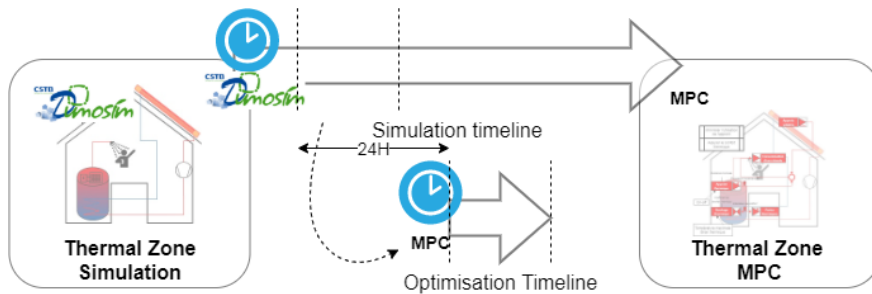 CSTB
Dimosim
CSTB
Dimosim
MPC
Simulation timeline
24H
MPC
Thermal Zone
Simulation
Optimisation Timeline
Thermal Zone
MPC